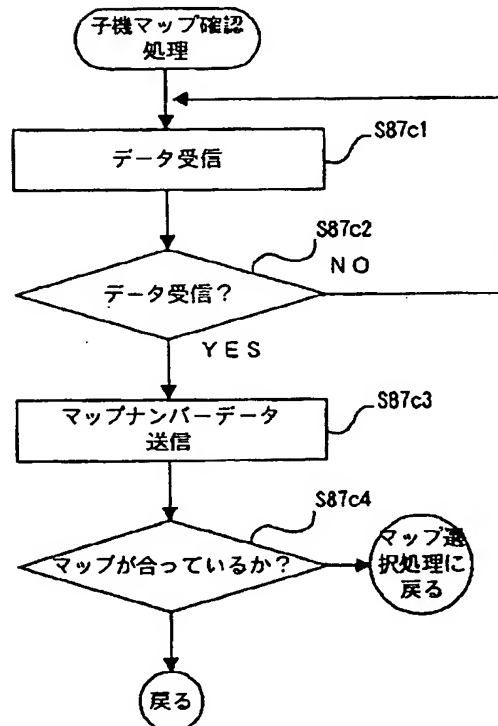 子機マップ確認
処理
S87c1
データ受信
S87c2
データ受信？
NO
YES
S87c3
マップナンバーデータ
送信
S87c4
マップが合っているか？
マップ選
択処理に
戻る
戻る